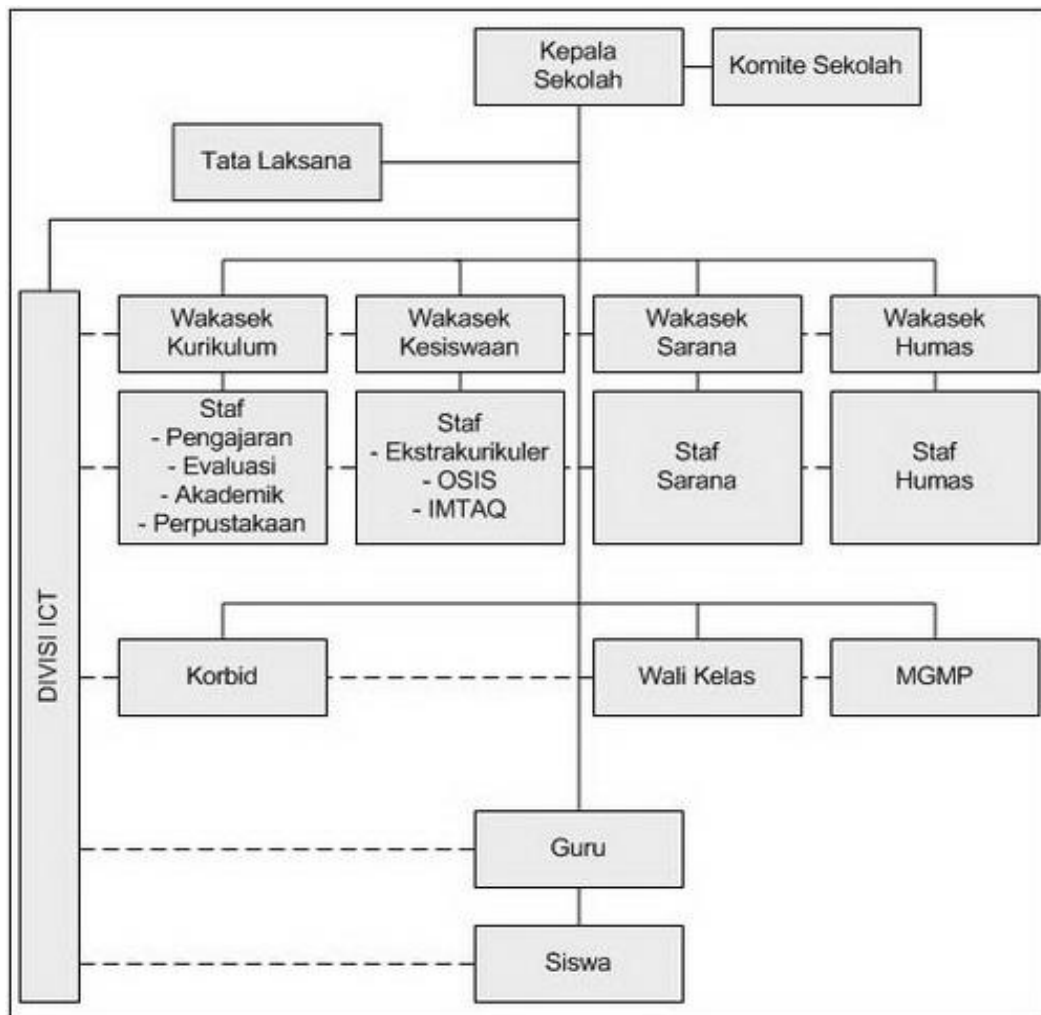 Kepala
Sekolah
Komite Sekolah
Tata Laksana
DIVISI ICT
Wakasek
Kurikulum
Wakasek
Kesiswaan
Wakasek
Sarana
Wakasek
Humas
Staf
- Pengajaran
- Evaluasi
- Akademik
- Perpustakaan
Staf
- Ekstrakurikuler
- OSIS
- IMTAQ
Staf
Sarana
Staf
Humas
Korbid
Wali Kelas
MGMP
Guru
Siswa